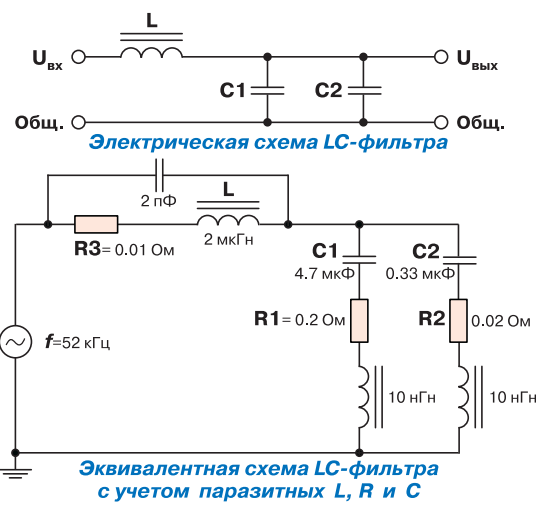 L
Uвх
Uвых
C1
C2
Общ.
Общ.
Электрическая схема LC-фильтра
2 пФ
L
R3= 0.01 Ом
2 мкГн
C1
4.7 мкФ
C2
0.33 мкФ
R1= 0.2 Ом
R2
0.02 Ом
f=52 кГц
10 нГн
10 нГн
Эквивалентная схема LC-фильтра
с учетом паразитных L, R и C